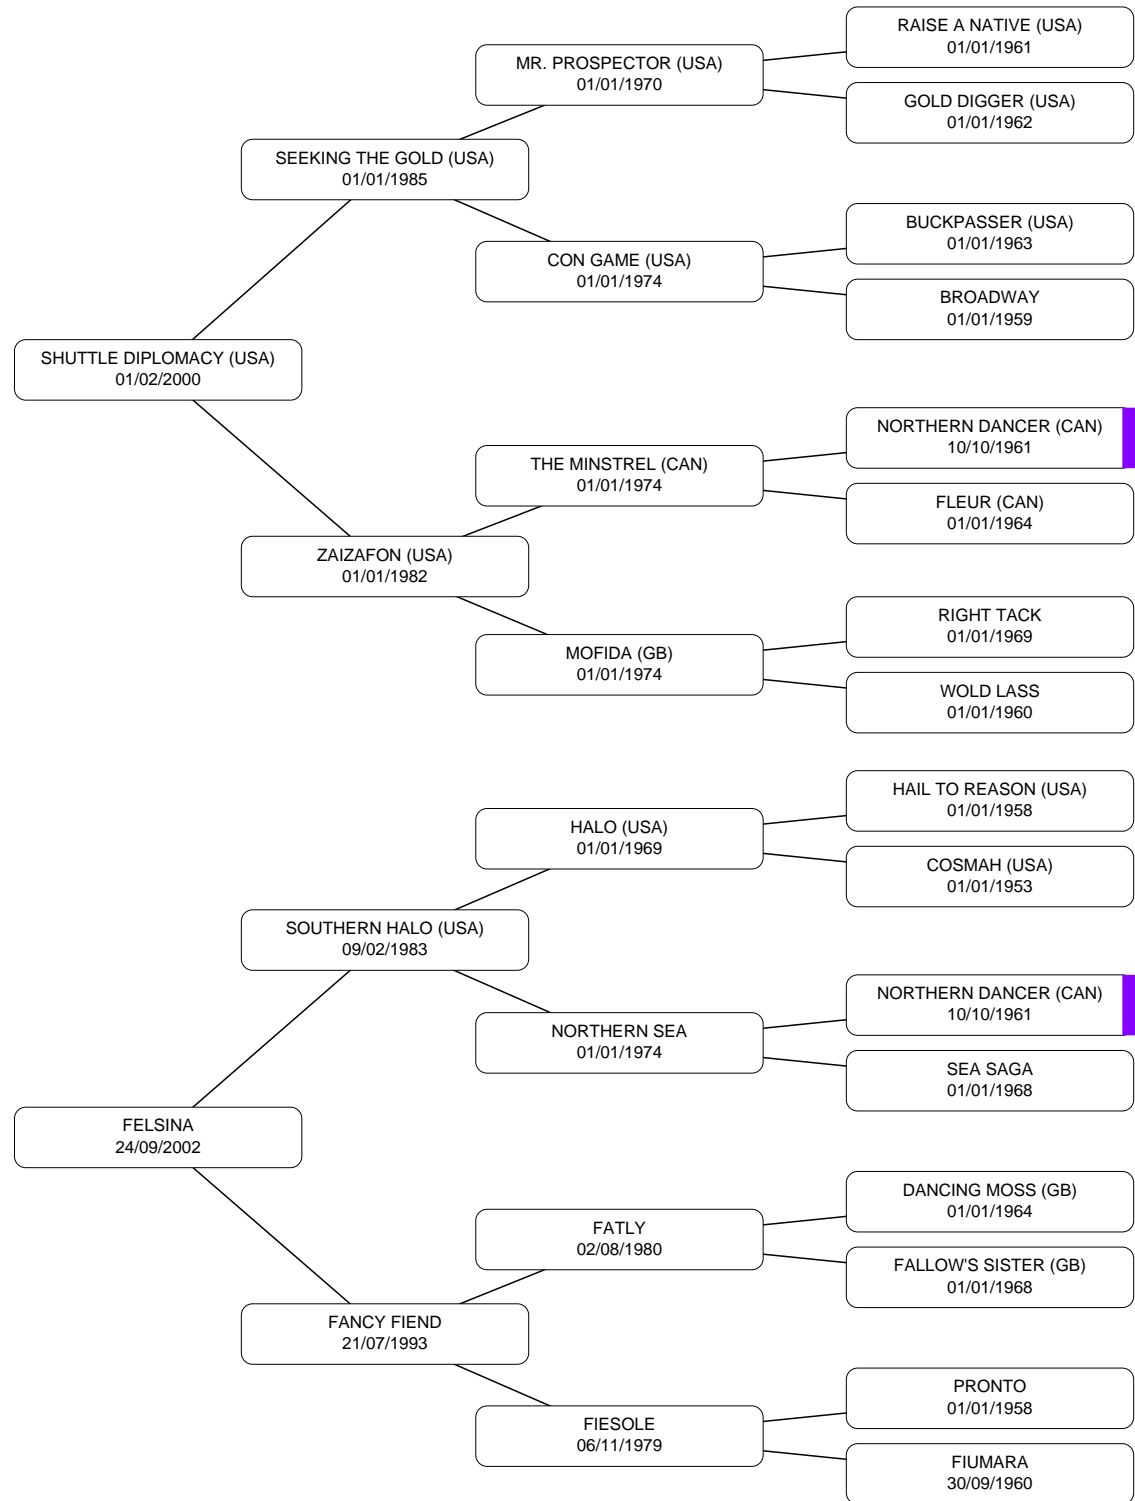 RAISE A NATIVE (USA)
01/01/1961
MR. PROSPECTOR (USA)
01/01/1970
GOLD DIGGER (USA)
01/01/1962
SEEKING THE GOLD (USA)
01/01/1985
BUCKPASSER (USA)
01/01/1963
CON GAME (USA)
01/01/1974
BROADWAY
01/01/1959
SHUTTLE DIPLOMACY (USA)
01/02/2000
NORTHERN DANCER (CAN)
10/10/1961
THE MINSTREL (CAN)
01/01/1974
FLEUR (CAN)
01/01/1964
ZAIZAFON (USA)
01/01/1982
RIGHT TACK
01/01/1969
MOFIDA (GB)
01/01/1974
WOLD LASS
01/01/1960
HAIL TO REASON (USA)
01/01/1958
HALO (USA)
01/01/1969
COSMAH (USA)
01/01/1953
SOUTHERN HALO (USA)
09/02/1983
NORTHERN DANCER (CAN)
10/10/1961
NORTHERN SEA
01/01/1974
SEA SAGA
01/01/1968
FELSINA
24/09/2002
DANCING MOSS (GB)
01/01/1964
FATLY
02/08/1980
FALLOW'S SISTER (GB)
01/01/1968
FANCY FIEND
21/07/1993
PRONTO
01/01/1958
FIESOLE
06/11/1979
FIUMARA
30/09/1960